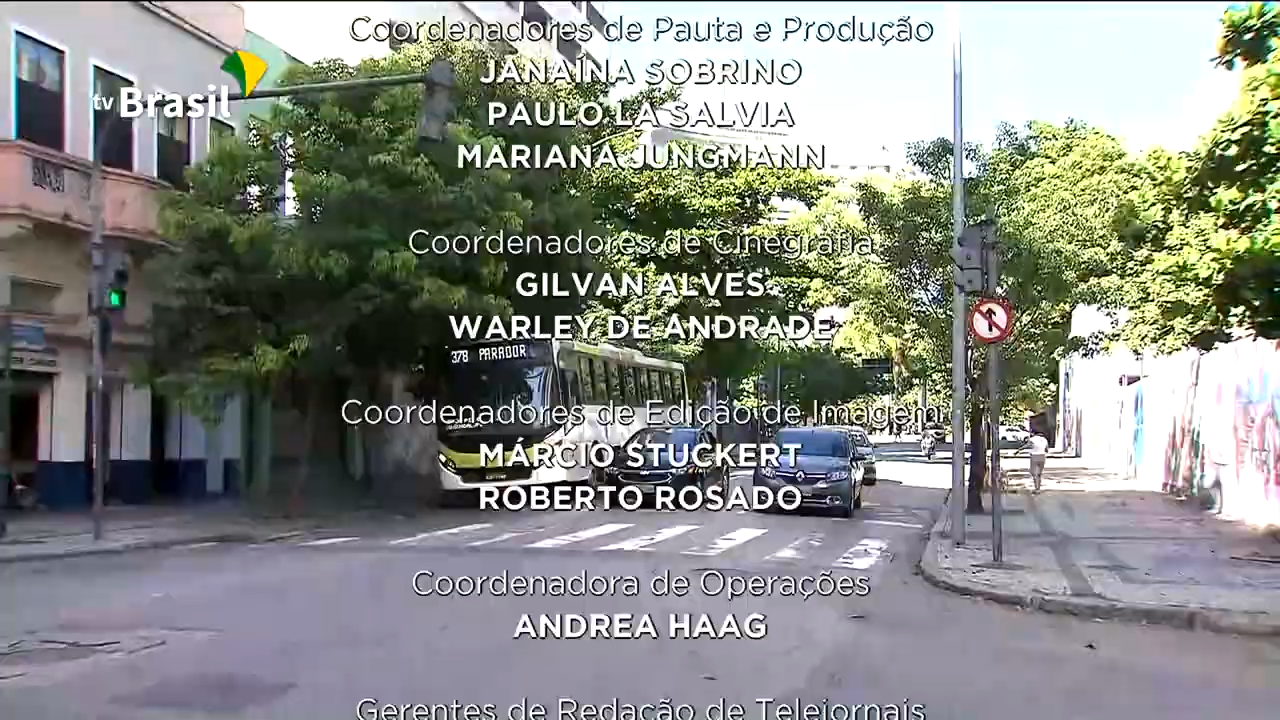 Coordenadores de Pauta e Produção
JANAÍNA SOBRINO
tv Brasil
PAULO LA SALVIA
MARIANA JUNGMANN
Coordenadores de Cinegrafia
GILVAN ALVES
WARLEY DE ANDRADE
378 PARADOR
Coordenadores de Edição de Imagem
MÁRCIO STUCKERT
ROBERTO ROSADO
Coordenadora de Operações
ANDREA HAAG
Gerentes de Redação de Telejornais